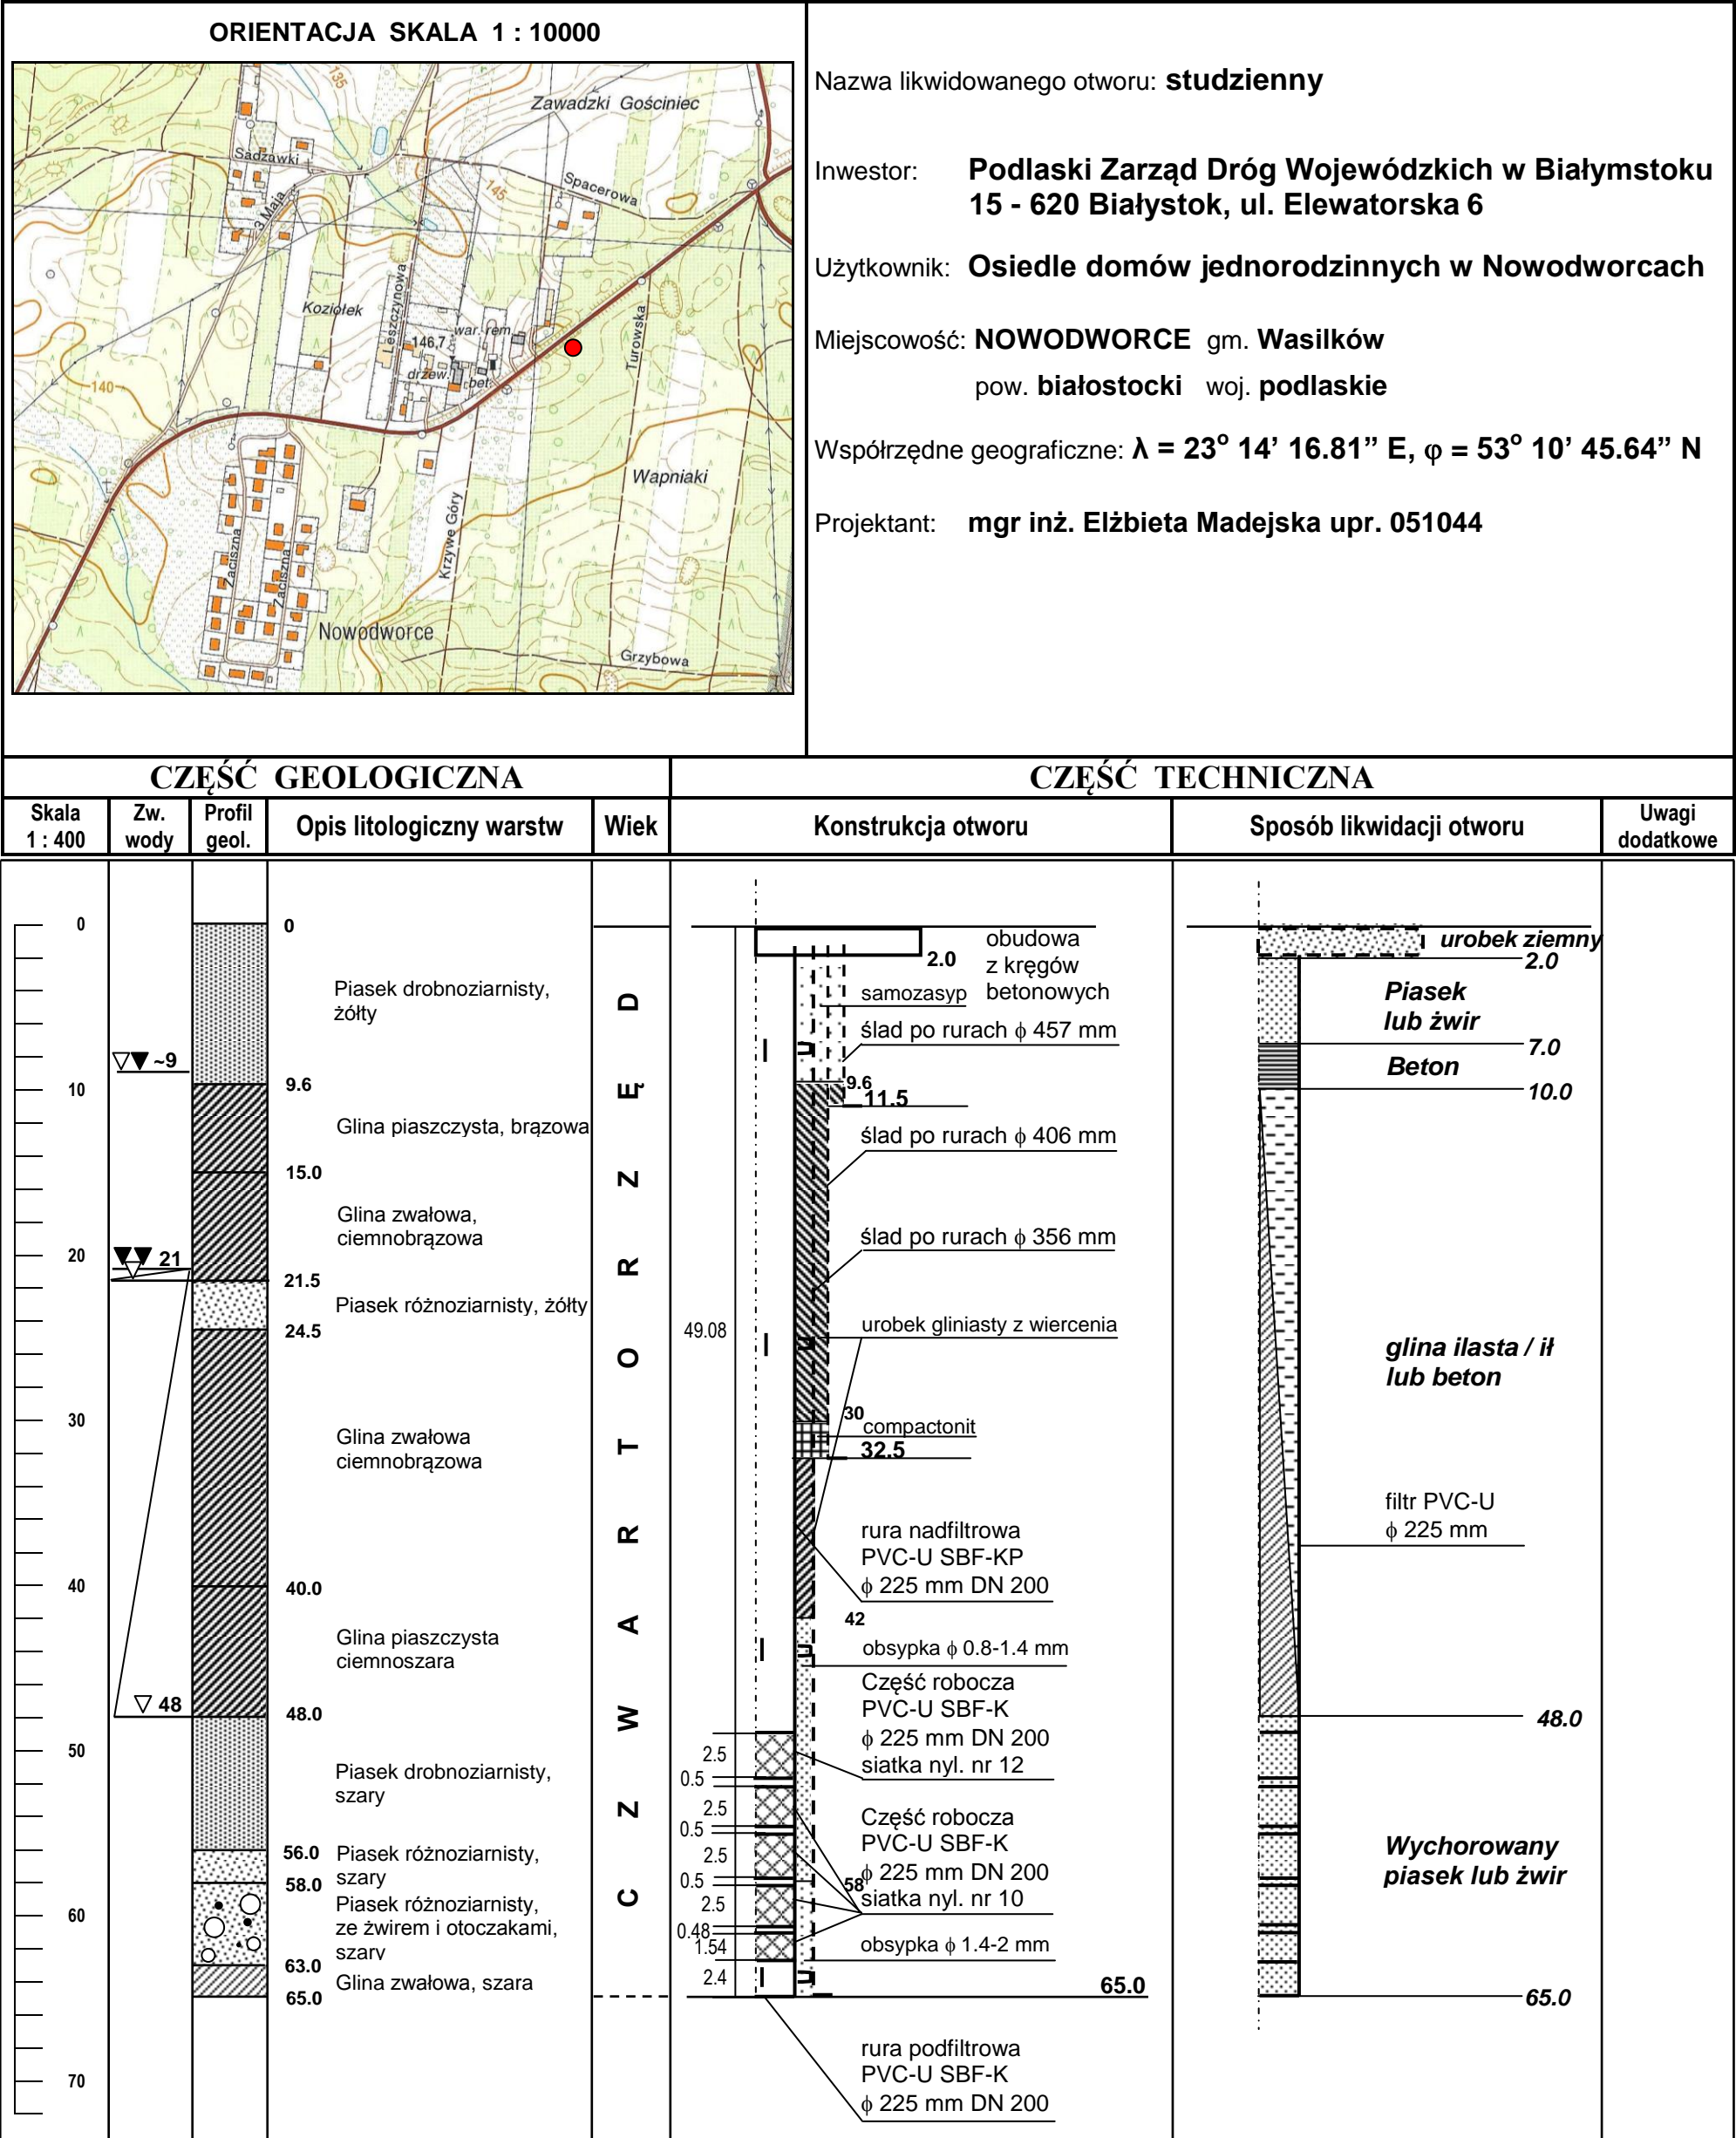 ORIENTACJA SKALA 1 : 10000
135
Zawadzki Gościniec
Sadzawki
145
Spacerowa
3 Maja
Koziołek
Leszczynowa
war. rem.
146,7
drzew.
bet.
Turowska
140
Krzywe Góry
Wapniaki
Zaciszna
Zaciszna
Nowodworce
Grzybowa
Nazwa likwidowanego otworu: studzienny
Inwestor: Podlaski Zarząd Dróg Wojewódzkich w Białymstoku
15 - 620 Białystok, ul. Elewatorska 6
Użytkownik: Osiedle domów jednorodzinnych w Nowodworcach
Miejscowość: NOWODWORCE gm. Wasilków
pow. białostocki woj. podlaskie
Współrzędne geograficzne: λ = 23° 14’ 16.81” E, φ = 53° 10’ 45.64” N
Projektant: mgr inż. Elżbieta Madejska upr. 051044
CZĘŚĆ GEOLOGICZNA
CZĘŚĆ TECHNICZNA
Skala
1 : 400
Zw.
wody
Profil
geol.
Opis litologiczny warstw
Wiek
Konstrukcja otworu
Sposób likwidacji otworu
Uwagi
dodatkowe
0
10
20
30
40
50
60
70
~9
21
48
0
Piasek drobnoziarnisty,
żółty
9.6
Glina piaszczysta, brązowa
15.0
Glina zwałowa,
ciemnobrązowa
21.5
Piasek różnoziarnisty, żółty
24.5
Glina zwałowa
ciemnobrązowa
40.0
Glina piaszczysta
ciemnoszara
48.0
Piasek drobnoziarnisty,
szary
56.0
Piasek różnoziarnisty,
szary
58.0
Piasek różnoziarnisty,
ze żwirem i otoczakami,
szary
63.0
Glina zwałowa, szara
65.0
CZWARTORZĘD
49.08
2.5
0.5
2.5
0.5
2.5
0.5
2.5
0.48
1.54
2.4
2.0
obudowa
z kręgów
betonowych
samozasyp
ślad po rurach ϕ 457 mm
9.6
11.5
ślad po rurach ϕ 406 mm
ślad po rurach ϕ 356 mm
urobek gliniasty z wiercenia
30
compactonit
32.5
rura nadfiltrowa
PVC-U SBF-KP
ϕ 225 mm DN 200
42
obsypka ϕ 0.8-1.4 mm
Część robocza
PVC-U SBF-K
ϕ 225 mm DN 200
siatka nyl. nr 12
Część robocza
PVC-U SBF-K
ϕ 225 mm DN 200
58
siatka nyl. nr 10
obsypka ϕ 1.4-2 mm
65.0
rura podfiltrowa
PVC-U SBF-K
ϕ 225 mm DN 200
urobek ziemny
2.0
Piasek
lub żwir
7.0
Beton
10.0
glina ilasta / ił
lub beton
filtr PVC-U
ϕ 225 mm
48.0
Wychorowany
piasek lub żwir
65.0